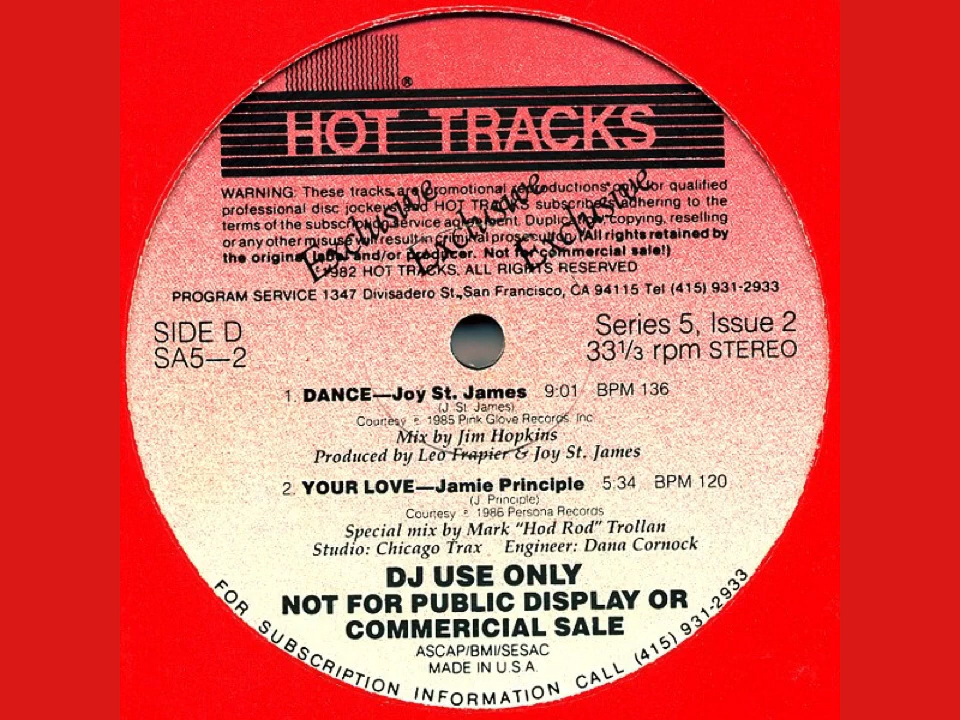 ®
HOT TRACKS
WARNING: These tracks are promotional reproductions only for qualified
professional disc jockeys and HOT TRACKS subscribers adhering to the
terms of the subscription service agreement. Duplication, copying, reselling
or any other misuse will result in criminal prosecution. (All rights retained by
the original label and/or producer. Not for commercial sale!)
©1982 HOT TRACKS. ALL RIGHTS RESERVED
Exclusive Exclusive Exclusive
PROGRAM SERVICE 1347 Divisadero St., San Francisco, CA 94115 Tel (415) 931-2933
SIDE D
SA5—2
Series 5, Issue 2
33 1/3 rpm STEREO
1. DANCE—Joy St. James 9:01 BPM 136
(J. St. James)
Courtesy ℗ 1985 Pink Glove Records, Inc
Mix by Jim Hopkins
Produced by Leo Frapier & Joy St. James
2. YOUR LOVE—Jamie Principle 5:34 BPM 120
(J. Principle)
Courtesy ℗ 1986 Persona Records
Special mix by Mark "Hod Rod" Trollan
Studio: Chicago Trax Engineer: Dana Cornock
DJ USE ONLY
NOT FOR PUBLIC DISPLAY OR
COMMERICIAL SALE
ASCAP/BMI/SESAC
MADE IN U.S.A.
FOR SUBSCRIPTION INFORMATION CALL (415) 931-2933